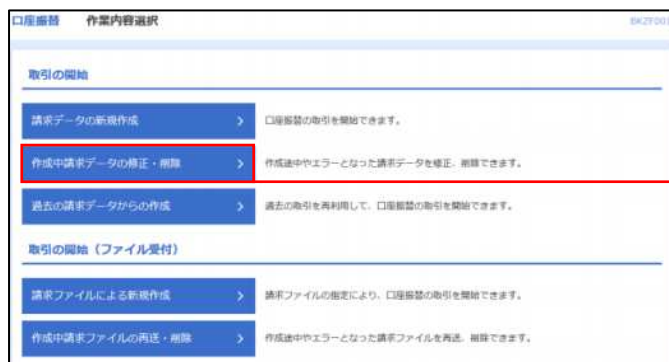 口座振替 作業内容選択 BKZF001
取引の開始
請求データの新規作成 > 口座振替の取引を開始できます。
作成中請求データの修正・削除 > 作成途中やエラーとなった請求データを修正、削除できます。
過去の請求データからの作成 > 過去の取引を再利用して、口座振替の取引を開始できます。
取引の開始（ファイル受付）
請求ファイルによる新規作成 > 請求ファイルの指定により、口座振替の取引を開始できます。
作成中請求ファイルの再送・削除 > 作成途中やエラーとなった請求ファイルを再送、削除できます。